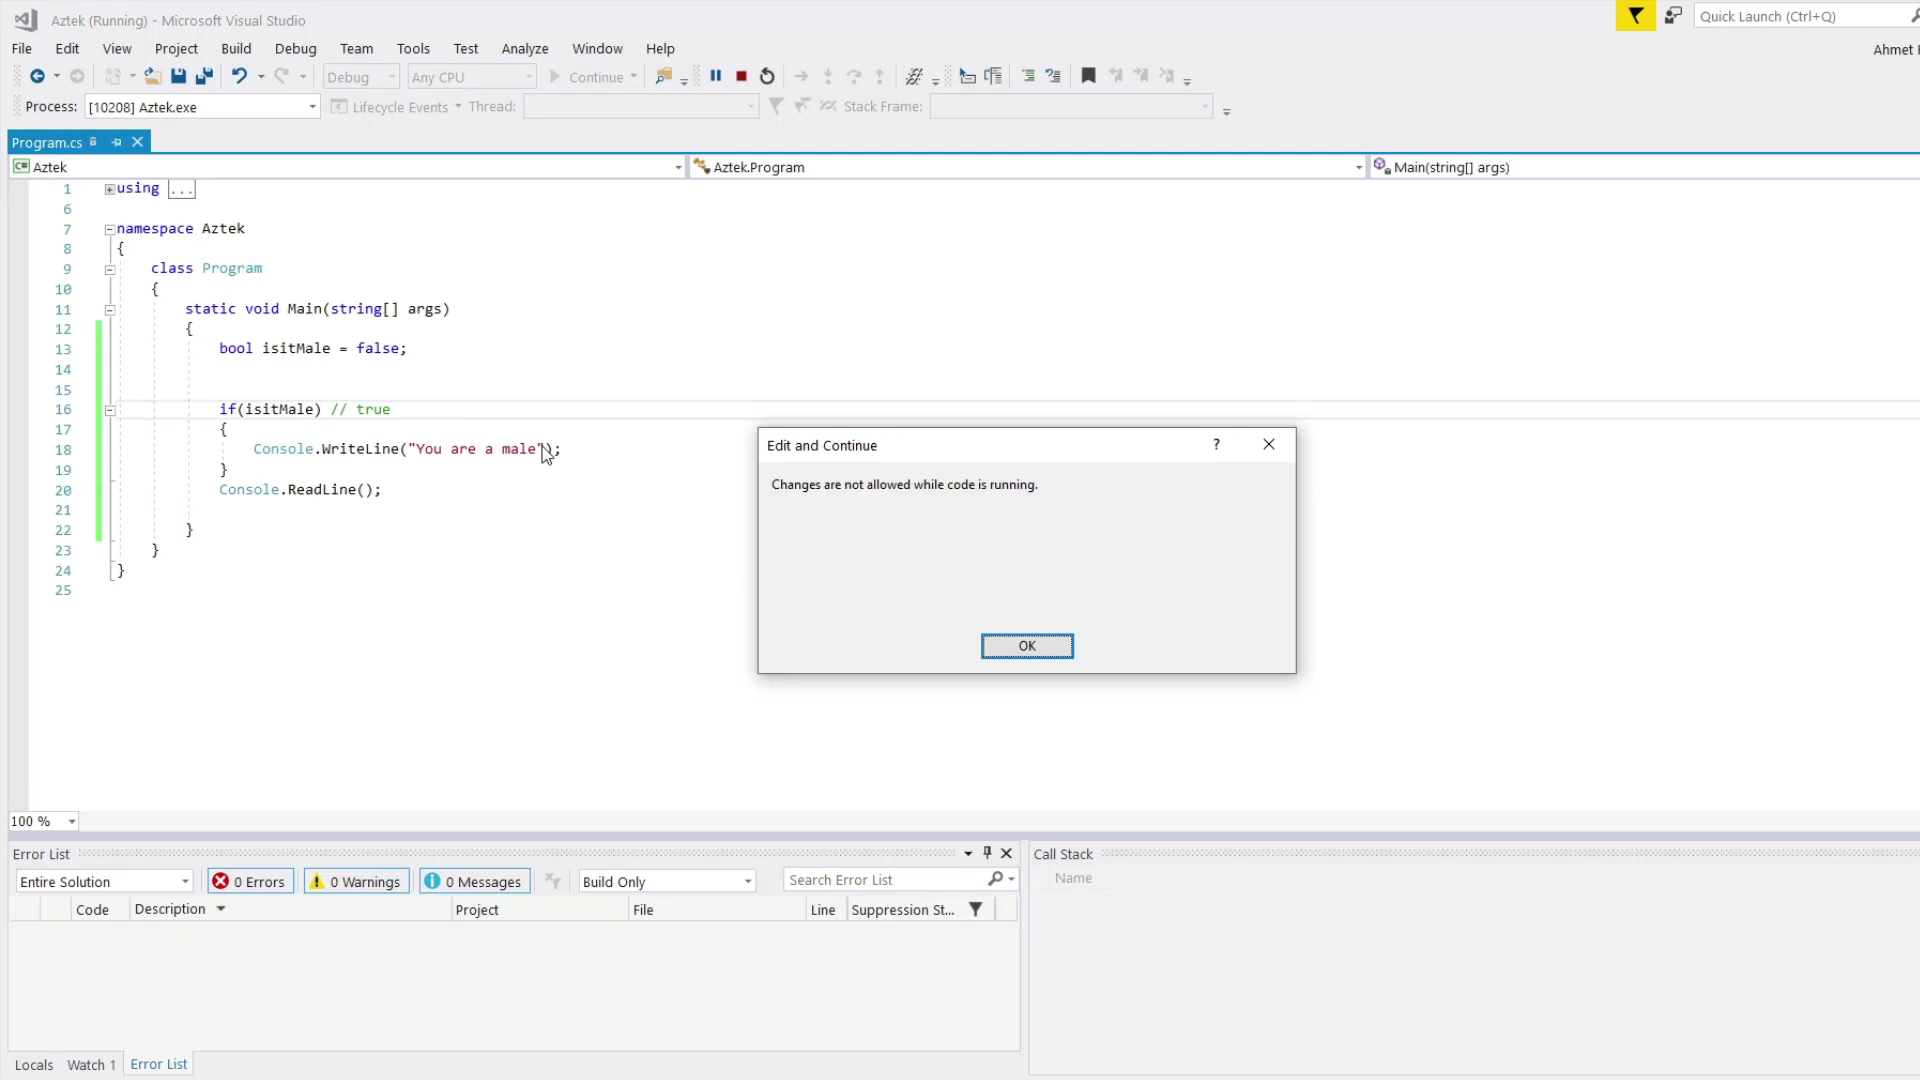 Aztek (Running) - Microsoft Visual Studio
Quick Launch (Ctrl+Q)
File Edit View Project Build Debug Team Tools Test Analyze Window Help
Ahmet
Debug Any CPU Continue
Process: [10208] Aztek.exe Lifecycle Events Thread: Stack Frame:
Program.cs
C# Aztek Aztek.Program Main(string[] args)
1 using ...
6
7 namespace Aztek
8 {
9 class Program
10 {
11 static void Main(string[] args)
12 {
13 bool isitMale = false;
14
15
16 if(isitMale) // true
17 {
18 Console.WriteLine("You are a male");
19 }
20 Console.ReadLine();
21
22 }
23 }
24 }
25
Edit and Continue ?
Changes are not allowed while code is running.
OK
100 %
Error List
Call Stack
Entire Solution 0 Errors 0 Warnings 0 Messages Build Only Search Error List
Name
Code Description Project File Line Suppression St...
Locals Watch 1 Error List